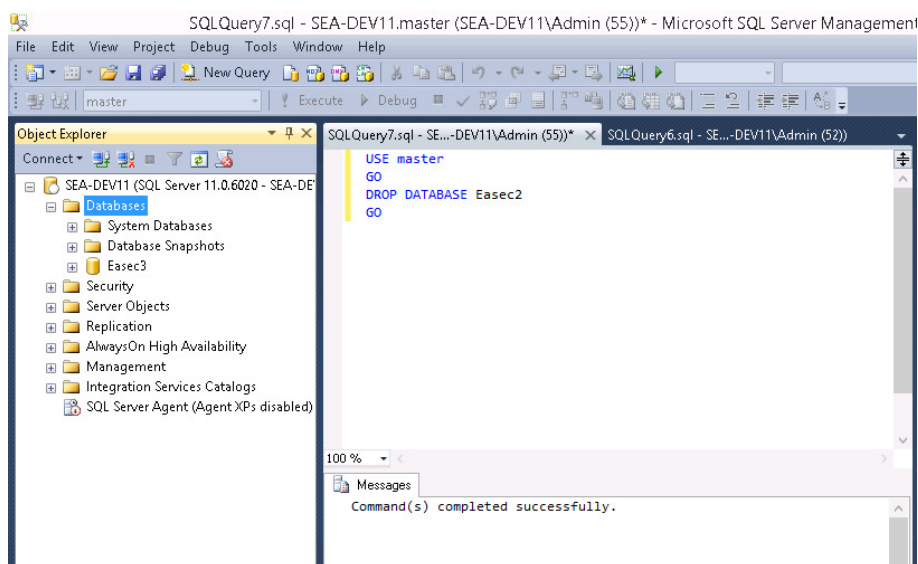 SQLQuery7.sql - SEA-DEV11.master (SEA-DEV11\Admin (55))* - Microsoft SQL Server Management
File Edit View Project Debug Tools Window Help
New Query
master Execute Debug
Object Explorer
Connect
SEA-DEV11 (SQL Server 11.0.6020 - SEA-DE
Databases
System Databases
Database Snapshots
Easec3
Security
Server Objects
Replication
AlwaysOn High Availability
Management
Integration Services Catalogs
SQL Server Agent (Agent XPs disabled)
SQLQuery7.sql - SE...-DEV11\Admin (55))* SQLQuery6.sql - SE...-DEV11\Admin (52))
USE master
GO
DROP DATABASE Easec2
GO
100 %
Messages
Command(s) completed successfully.